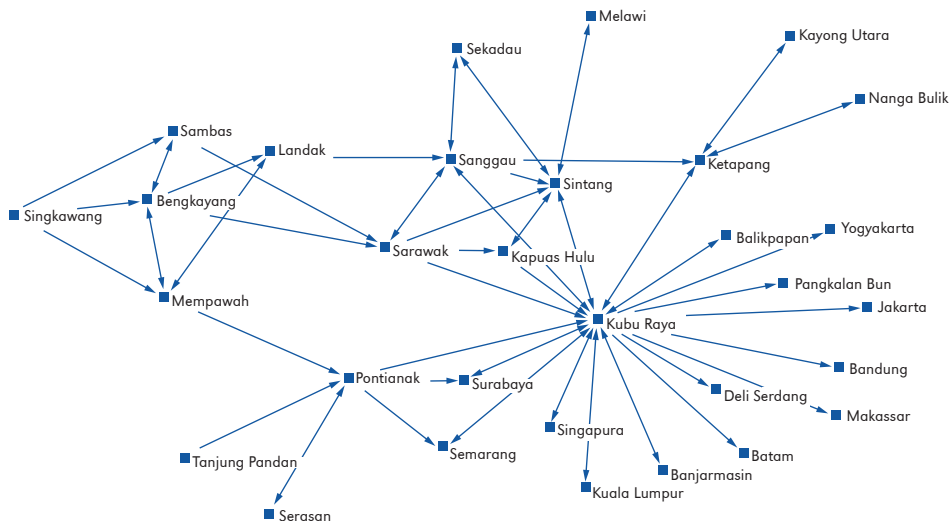 Melawi
Kayong Utara
Sekadau
Nanga Bulik
Sambas
Landak
Sanggau
Ketapang
Sintang
Bengkayang
Singkawang
Yogyakarta
Balikpapan
Sarawak
Kapuas Hulu
Pangkalan Bun
Mempawah
Jakarta
Kubu Raya
Bandung
Pontianak
Surabaya
Deli Serdang
Makassar
Singapura
Semarang
Batam
Tanjung Pandan
Banjarmasin
Kuala Lumpur
Serasan